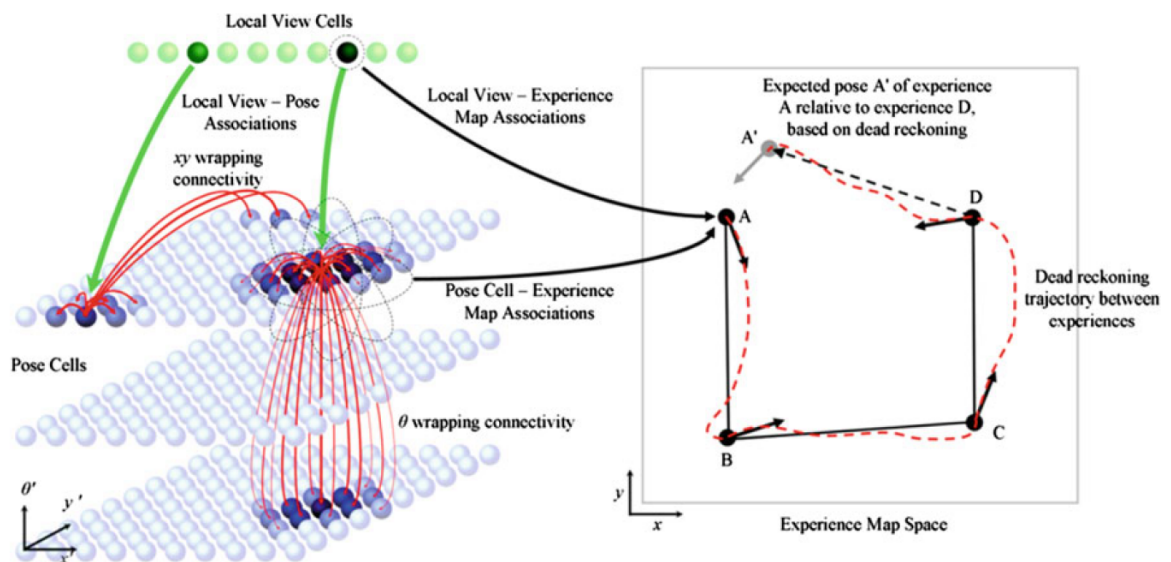 Local View Cells
Local View – Pose
Associations
xy wrapping
connectivity
Local View – Experience
Map Associations
Pose Cell – Experience
Map Associations
Pose Cells
θ wrapping connectivity
θ'
y '
x'
Expected pose A' of experience
A relative to experience D,
based on dead reckoning
A'
A
D
Dead reckoning
trajectory between
experiences
B
C
y
x
Experience Map Space